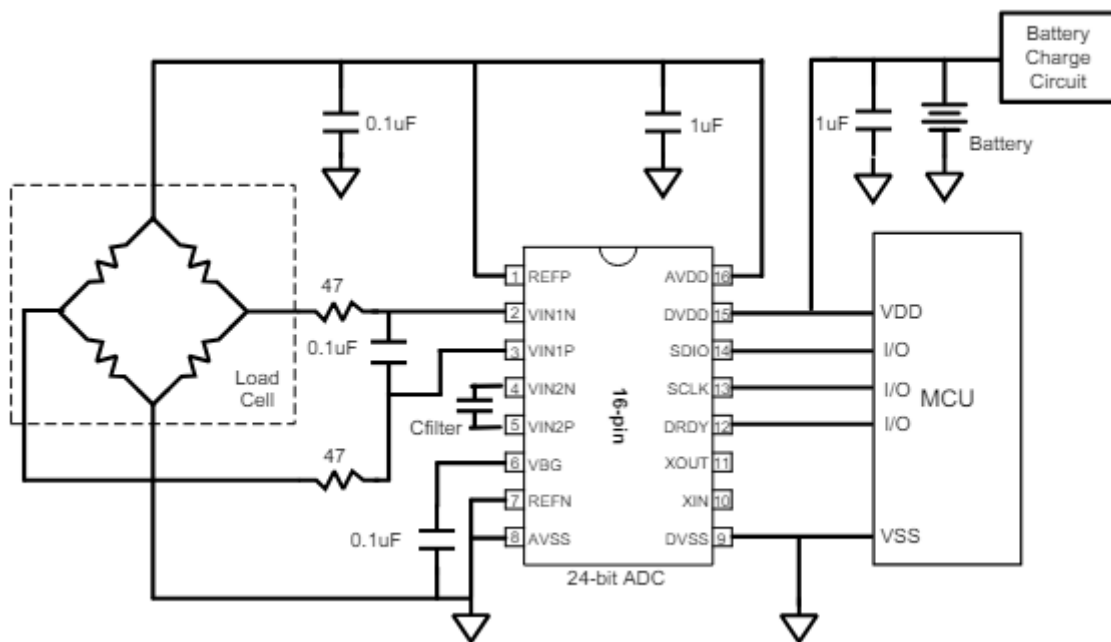 Battery
Charge
Circuit
0.1uF
1uF
1uF
Battery
47
0.1uF
Load
Cell
47
0.1uF
Cfilter
1 REFP
2 VIN1N
3 VIN1P
4 VIN2N
5 VIN2P
6 VBG
7 REFN
8 AVSS
16-pin
AVDD 16
DVDD 15
SDIO 14
SCLK 13
DRDY 12
XOUT 11
XIN 10
DVSS 9
24-bit ADC
VDD
I/O
I/O
I/O
MCU
VSS